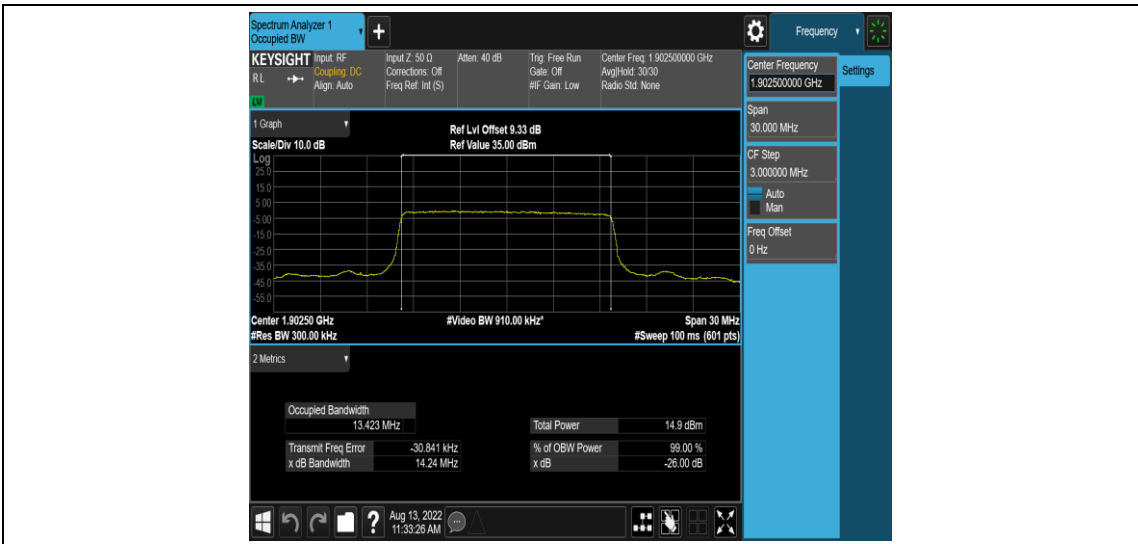 Spectrum Analyzer 1
Occupied BW
+
Frequency
KEYSIGHT
RL
LNI
Input: RF
Coupling: DC
Align: Auto
Input Z: 50 Ω
Corrections: Off
Freq Ref: Int (S)
Atten: 40 dB
Trig: Free Run
Gate: Off
#IF Gain: Low
Center Freq: 1.902500000 GHz
Avg|Hold: 30/30
Radio Std: None
Center Frequency
1.902500000 GHz
Settings
Span
30.000 MHz
CF Step
3.000000 MHz
Auto
Man
Freq Offset
0 Hz
1 Graph
Scale/Div 10.0 dB
Ref Lvl Offset 9.33 dB
Ref Value 35.00 dBm
Log
25.0
15.0
5.00
-5.00
-15.0
-25.0
-35.0
-45.0
-55.0
Center 1.90250 GHz
#Video BW 910.00 kHz*
Span 30 MHz
#Res BW 300.00 kHz
#Sweep 100 ms (601 pts)
2 Metrics
Occupied Bandwidth
13.423 MHz
Total Power 14.9 dBm
Transmit Freq Error -30.841 kHz
% of OBW Power 99.00 %
x dB Bandwidth 14.24 MHz
x dB -26.00 dB
?
Aug 13, 2022
11:33:26 AM